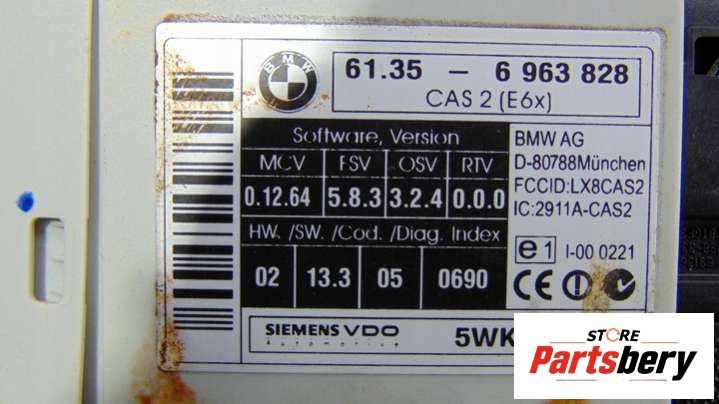 BMW
61.35 - 6 963 828
CAS 2 (E6x)
Software, Version
MCV FSV OSV RTV
0.12.64 5.8.3 3.2.4 0.0.0
HW. /SW. /Cod. /Diag. Index
02 13.3 05 0690
BMW AG
D-80788München
FCCID:LX8CAS2
IC:2911A-CAS2
e1 I-00 0221
CE
SIEMENS VDO
Automotive
5WK
STORE
Partsbery